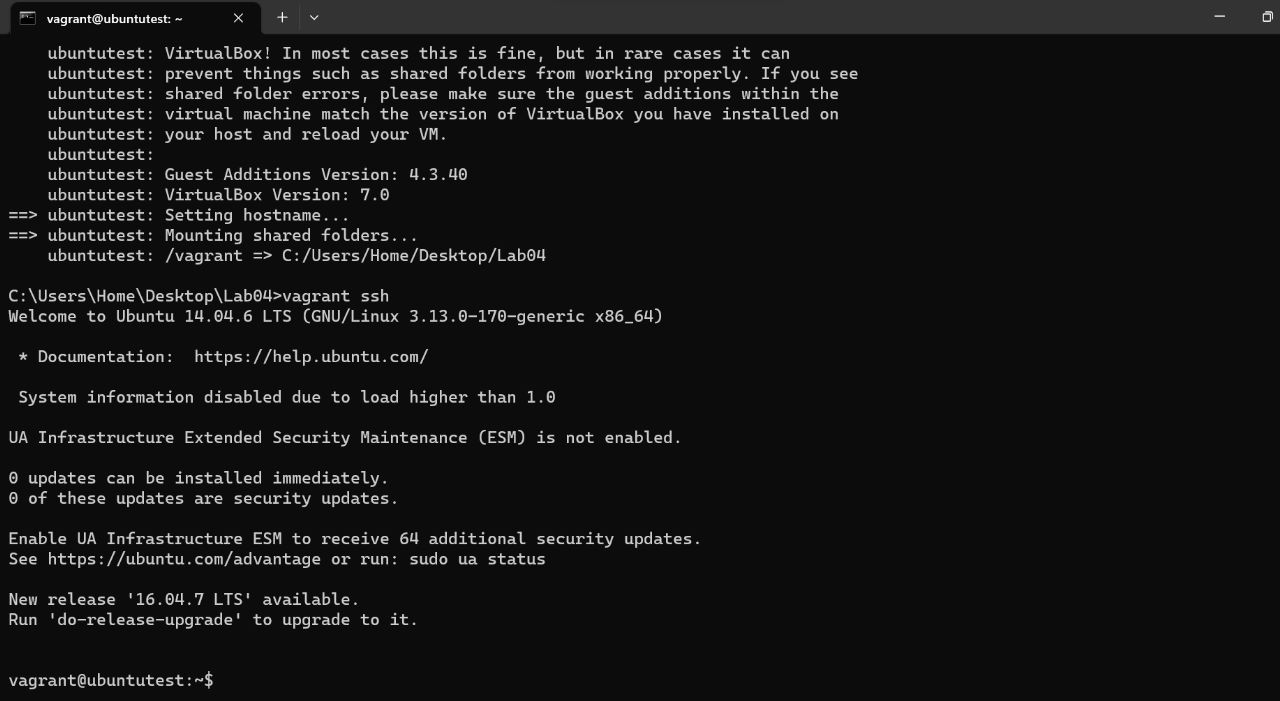 vagrant@ubuntutest: ~
ubuntutest: VirtualBox! In most cases this is fine, but in rare cases it can
ubuntutest: prevent things such as shared folders from working properly. If you see
ubuntutest: shared folder errors, please make sure the guest additions within the
ubuntutest: virtual machine match the version of VirtualBox you have installed on
ubuntutest: your host and reload your VM.
ubuntutest:
ubuntutest: Guest Additions Version: 4.3.40
ubuntutest: VirtualBox Version: 7.0
==> ubuntutest: Setting hostname...
==> ubuntutest: Mounting shared folders...
ubuntutest: /vagrant => C:/Users/Home/Desktop/Lab04
C:\Users\Home\Desktop\Lab04>vagrant ssh
Welcome to Ubuntu 14.04.6 LTS (GNU/Linux 3.13.0-170-generic x86_64)
* Documentation:  https://help.ubuntu.com/
System information disabled due to load higher than 1.0
UA Infrastructure Extended Security Maintenance (ESM) is not enabled.
0 updates can be installed immediately.
0 of these updates are security updates.
Enable UA Infrastructure ESM to receive 64 additional security updates.
See https://ubuntu.com/advantage or run: sudo ua status
New release '16.04.7 LTS' available.
Run 'do-release-upgrade' to upgrade to it.
vagrant@ubuntutest:~$